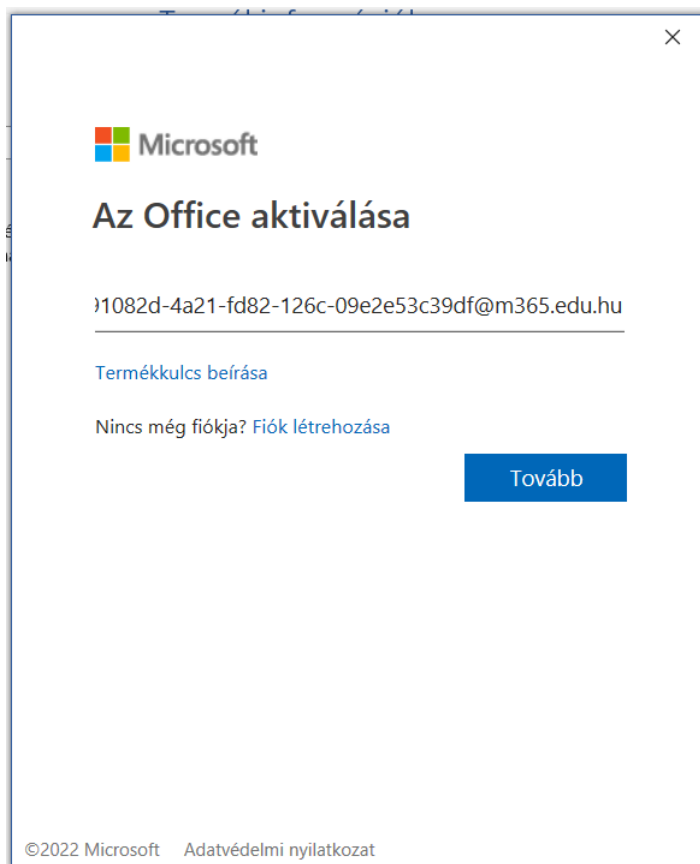 Microsoft
Az Office aktiválása
91082d-4a21-fd82-126c-09e2e53c39df@m365.edu.hu
Termékkulcs beírása
Nincs még fiókja? Fiók létrehozása
Tovább
©2022 Microsoft Adatvédelmi nyilatkozat